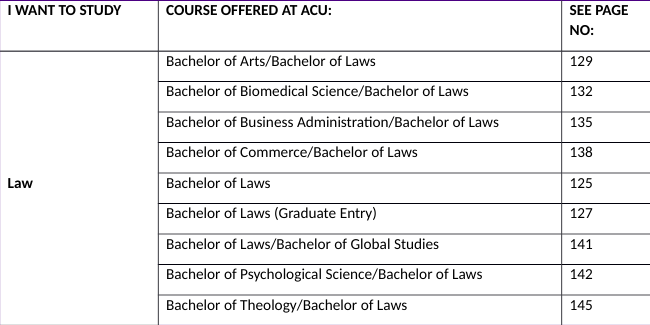 I WANT TO STUDY COURSE OFFERED AT ACU: SEE PAGE
NO:
Bachelor of Arts/Bachelor of Laws 129
Bachelor of Biomedical Science/Bachelor of Laws 132
Bachelor of Business Administration/Bachelor of Laws 135
Bachelor of Commerce/Bachelor of Laws 138
Law Bachelor of Laws 125
Bachelor of Laws (Graduate Entry) 127
Bachelor of Laws/Bachelor of Global Studies 141
Bachelor of Psychological Science/Bachelor of Laws 142
Bachelor of Theology/Bachelor of Laws 145